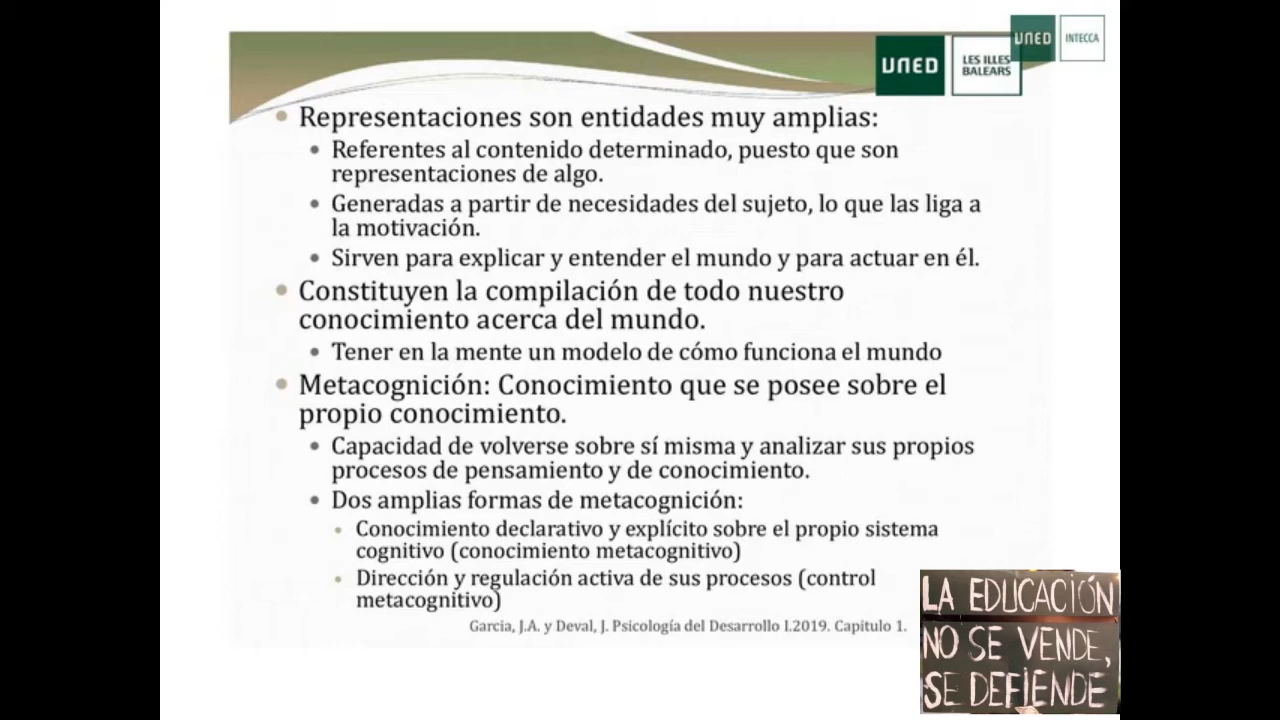 UNED
LES ILLES
BALEARS
UNED
INTECCA
• Representaciones son entidades muy amplias:
• Referentes al contenido determinado, puesto que son
representaciones de algo.
• Generadas a partir de necesidades del sujeto, lo que las liga a
la motivación.
• Sirven para explicar y entender el mundo y para actuar en él.
• Constituyen la compilación de todo nuestro
conocimiento acerca del mundo.
• Tener en la mente un modelo de cómo funciona el mundo
• Metacognición: Conocimiento que se posee sobre el
propio conocimiento.
• Capacidad de volverse sobre sí misma y analizar sus propios
procesos de pensamiento y de conocimiento.
• Dos amplias formas de metacognición:
• Conocimiento declarativo y explícito sobre el propio sistema
cognitivo (conocimiento metacognitivo)
• Dirección y regulación activa de sus procesos (control
metacognitivo)
Garcia, J.A. y Deval, J. Psicología del Desarrollo I.2019. Capitulo 1.
LA EDUCACIÓN
NO SE VENDE,
SE DEFIENDE